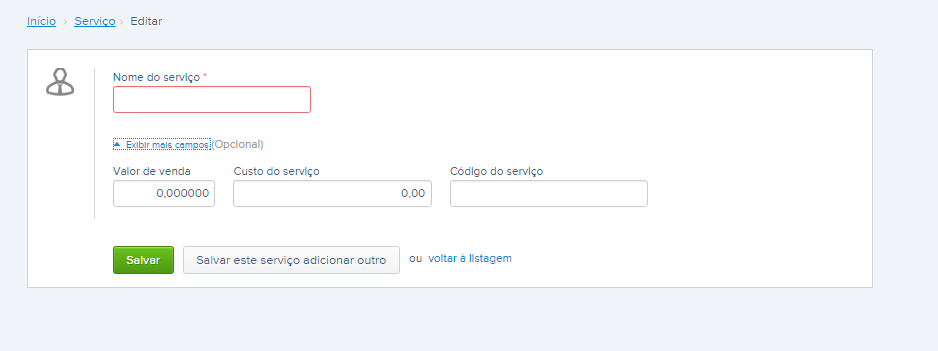 Início › Serviço › Editar
Nome do serviço *
Exibir mais campos (Opcional)
Valor de venda Custo do serviço Código do serviço
0,000000 0,00
Salvar Salvar este serviço adicionar outro ou voltar à listagem